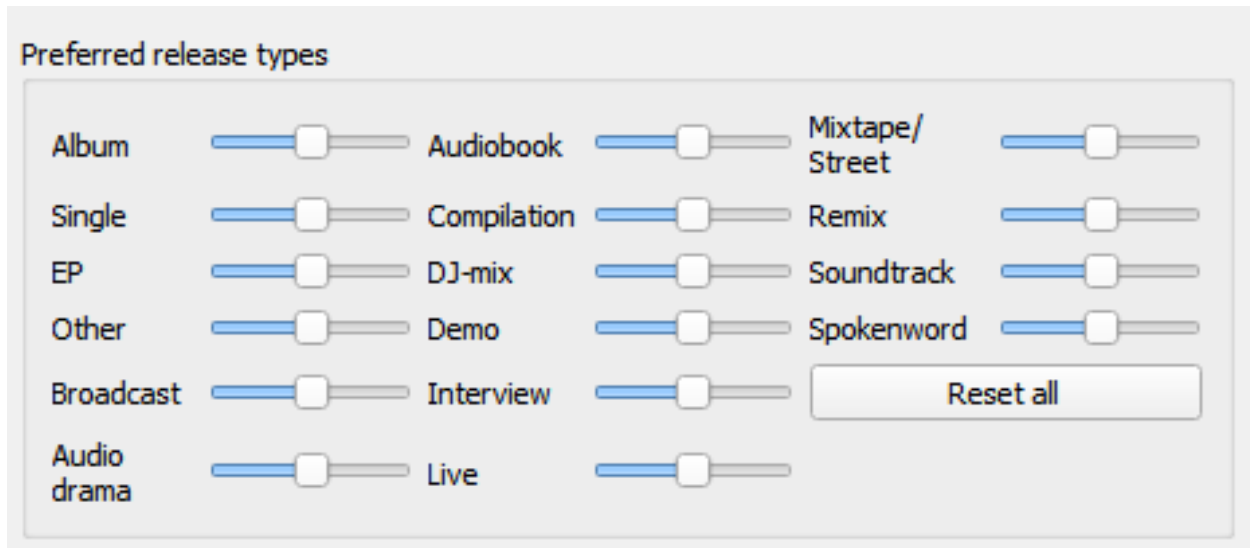 Preferred release types
Album
Single
EP
Other
Broadcast
Audio
drama
Audiobook
Compilation
DJ-mix
Demo
Interview
Live
Mixtape/
Street
Remix
Soundtrack
Spokenword
Reset all